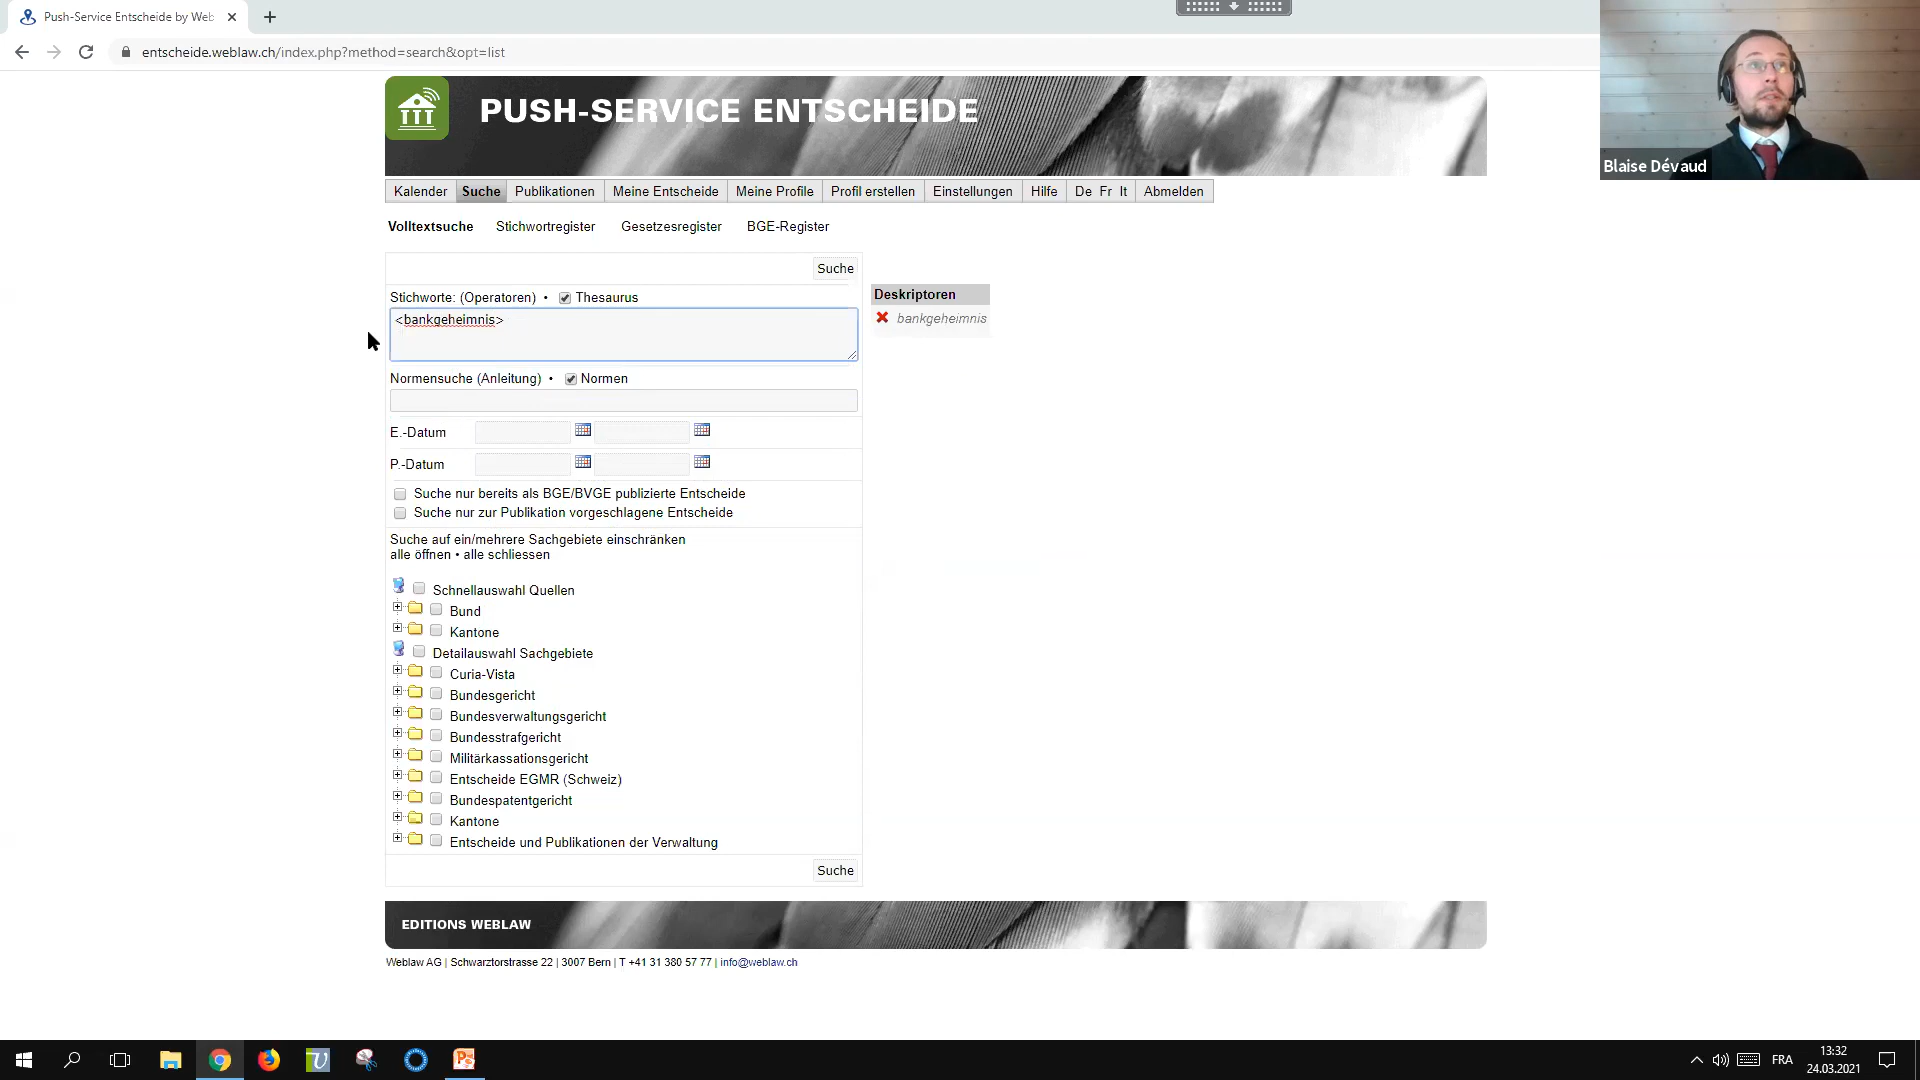 Push-Service Entscheide by Web
entscheide.weblaw.ch/index.php?method=search&opt=list
Blaise Dévaud
PUSH-SERVICE ENTSCHEIDE
Kalender Suche Publikationen Meine Entscheide Meine Profile Profil erstellen Einstellungen Hilfe De Fr It Abmelden
Volltextsuche Stichwortregister Gesetzesregister BGE-Register
Suche
Stichworte: (Operatoren) • Thesaurus
<bankgeheimnis>
Deskriptoren
bankgeheimnis
Normensuche (Anleitung) • Normen
E.-Datum
P.-Datum
Suche nur bereits als BGE/BVGE publizierte Entscheide
Suche nur zur Publikation vorgeschlagene Entscheide
Suche auf ein/mehrere Sachgebiete einschränken
alle öffnen • alle schliessen
Schnellauswahl Quellen
Bund
Kantone
Detailauswahl Sachgebiete
Curia-Vista
Bundesgericht
Bundesverwaltungsgericht
Bundesstrafgericht
Militärkassationsgericht
Entscheide EGMR (Schweiz)
Bundespatentgericht
Kantone
Entscheide und Publikationen der Verwaltung
Suche
EDITIONS WEBLAW
Weblaw AG | Schwarztorstrasse 22 | 3007 Bern | T +41 31 380 57 77 | info@weblaw.ch
FRA
13:32
24.03.2021